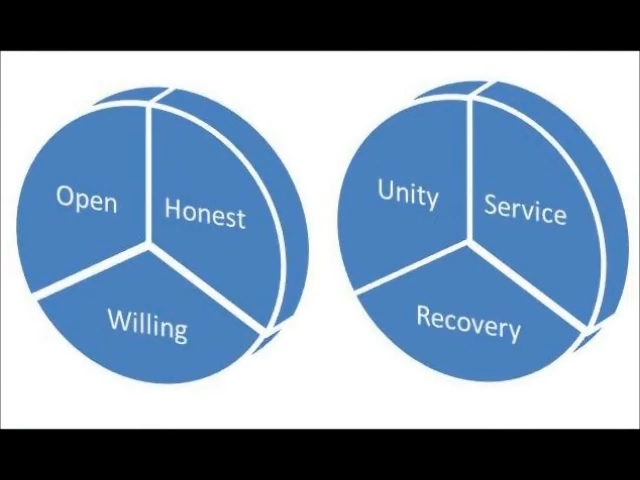 Open
Honest
Willing
Unity
Service
Recovery